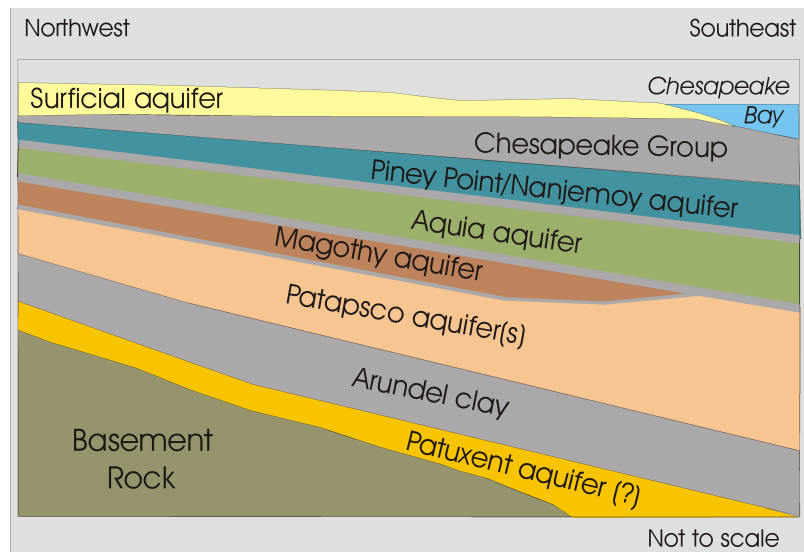 Northwest
Southeast
Chesapeake
Bay
Surficial aquifer
Chesapeake Group
Piney Point/Nanjemoy aquifer
Aquia aquifer
Magothy aquifer
Patapsco aquifer(s)
Arundel clay
Patuxent aquifer (?)
Basement
Rock
Not to scale